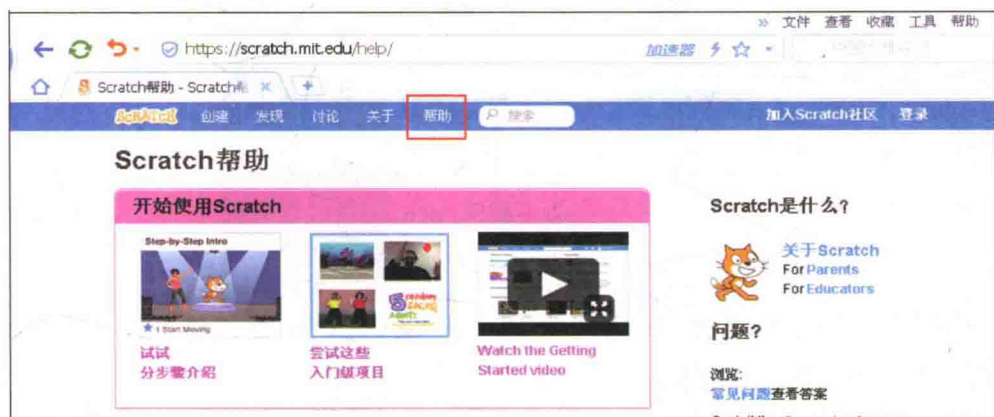 » 文件 查看 收藏 工具 帮助
https://scratch.mit.edu/help/
加速器
Scratch帮助 - Scratch
SCRATCH 创建 发现 讨论 关于 帮助 搜索 加入Scratch社区 登录
Scratch帮助
开始使用Scratch
Step-by-Step Intro
1 Start Moving
试试
分步骤介绍
5 random
尝试这些
入门级项目
Watch the Getting
Started video
Scratch是什么?
关于Scratch
For Parents
For Educators
问题?
浏览:
常见问题查看答案